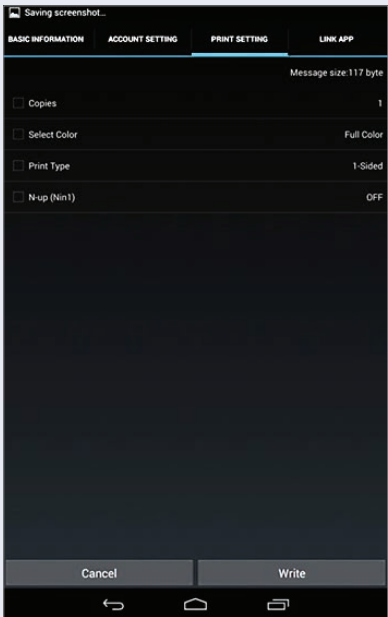 Saving screenshot...
BASIC INFORMATION ACCOUNT SETTING PRINT SETTING LINK APP
Message size:117 byte
Copies 1
Select Color Full Color
Print Type 1-Sided
N-up (Nin1) OFF
Cancel Write